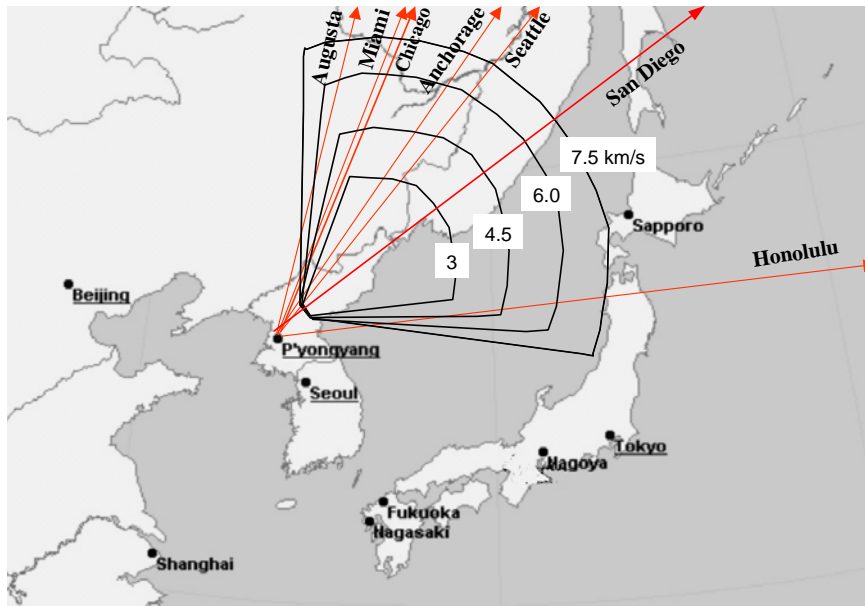 Augusta
Miami
Chicago
Anchorage
Seattle
San Diego
7.5 km/s
6.0
4.5
3
Sapporo
Honolulu
Beijing
P'yongyang
Seoul
Tokyo
Nagoya
Fukuoka
Nagasaki
Shanghai